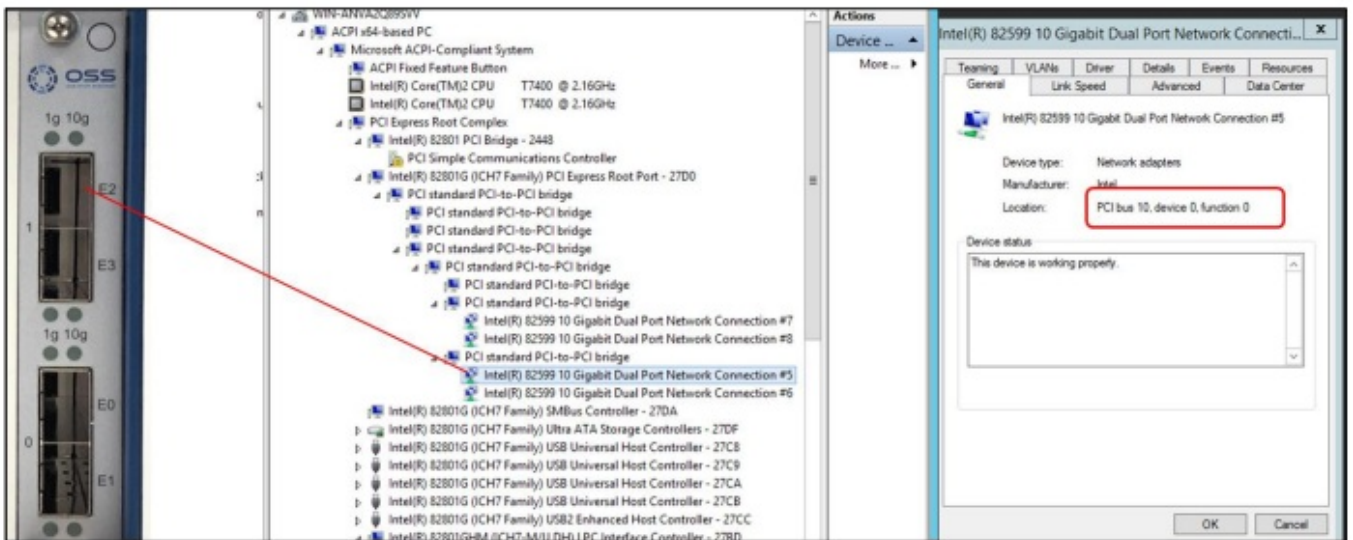 OSS
1g 10g
E2
1
E3
1g 10g
E0
0
E1
WIN-ANVA2Q895VV
ACPI x64-based PC
Microsoft ACPI-Compliant System
ACPI Fixed Feature Button
Intel(R) Core(TM)2 CPU T7400 @ 2.16GHz
Intel(R) Core(TM)2 CPU T7400 @ 2.16GHz
PCI Express Root Complex
Intel(R) 82801 PCI Bridge - 2448
PCI Simple Communications Controller
Intel(R) 82801G (ICH7 Family) PCI Express Root Port - 27D0
PCI standard PCI-to-PCI bridge
PCI standard PCI-to-PCI bridge
PCI standard PCI-to-PCI bridge
PCI standard PCI-to-PCI bridge
PCI standard PCI-to-PCI bridge
PCI standard PCI-to-PCI bridge
PCI standard PCI-to-PCI bridge
Intel(R) 82599 10 Gigabit Dual Port Network Connection #7
Intel(R) 82599 10 Gigabit Dual Port Network Connection #8
PCI standard PCI-to-PCI bridge
Intel(R) 82599 10 Gigabit Dual Port Network Connection #5
Intel(R) 82599 10 Gigabit Dual Port Network Connection #6
Intel(R) 82801G (ICH7 Family) SMBus Controller - 27DA
Intel(R) 82801G (ICH7 Family) Ultra ATA Storage Controllers - 27DF
Intel(R) 82801G (ICH7 Family) USB Universal Host Controller - 27C8
Intel(R) 82801G (ICH7 Family) USB Universal Host Controller - 27C9
Intel(R) 82801G (ICH7 Family) USB Universal Host Controller - 27CA
Intel(R) 82801G (ICH7 Family) USB Universal Host Controller - 27CB
Intel(R) 82801G (ICH7 Family) USB2 Enhanced Host Controller - 27CC
Intel(R) 82801GHM (ICH7-M/U DH) LPC Interface Controller - 27BD
Actions
Device ...
More ...
Intel(R) 82599 10 Gigabit Dual Port Network Connecti... x
Teaming VLANs Driver Details Events Resources
General Link Speed Advanced Data Center
Intel(R) 82599 10 Gigabit Dual Port Network Connection #5
Device type: Network adapters
Manufacturer: Intel
Location: PCI bus 10, device 0, function 0
Device status
This device is working properly.
OK Cancel